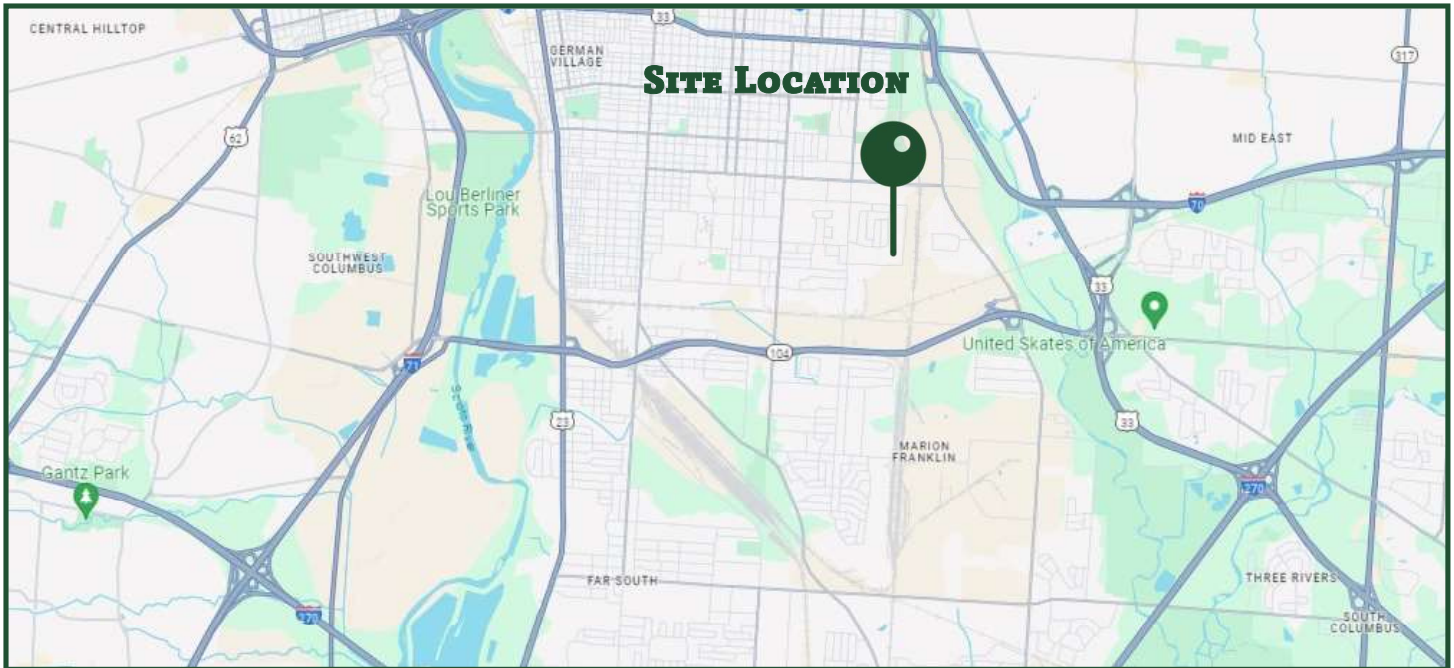 CENTRAL HILLTOP
33
GERMAN
VILLAGE
317
SITE LOCATION
62
MID EAST
Lou Berliner
Sports Park
70
SOUTHWEST
COLUMBUS
33
United Skates of America
104
71
23
33
MARION
FRANKLIN
Gantz Park
270
FAR SOUTH
THREE RIVERS
270
SOUTH
COLUMBUS